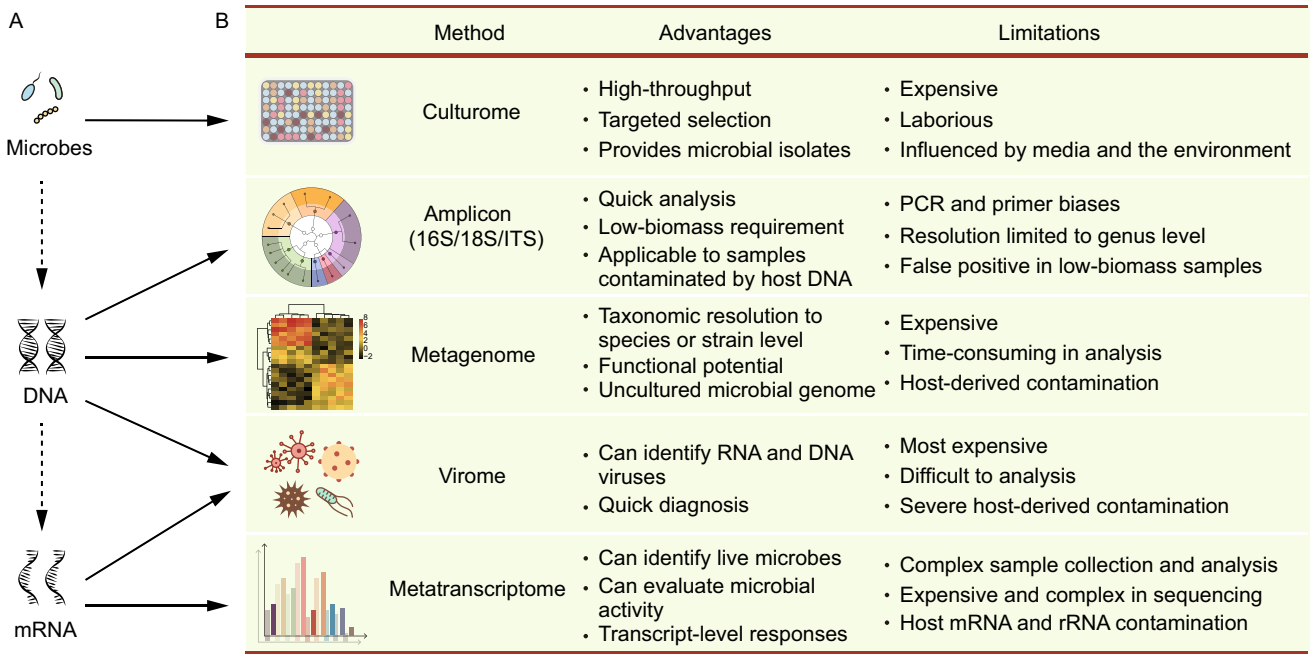 A
B
Method
Advantages
Limitations
Microbes
DNA
mRNA
Culturome
• High-throughput
• Targeted selection
• Provides microbial isolates
• Expensive
• Laborious
• Influenced by media and the environment
Amplicon
(16S/18S/ITS)
• Quick analysis
• Low-biomass requirement
• Applicable to samples
contaminated by host DNA
• PCR and primer biases
• Resolution limited to genus level
• False positive in low-biomass samples
8
6
4
2
0
−2
Metagenome
• Taxonomic resolution to
species or strain level
• Functional potential
• Uncultured microbial genome
• Expensive
• Time-consuming in analysis
• Host-derived contamination
Virome
• Can identify RNA and DNA
viruses
• Quick diagnosis
• Most expensive
• Difficult to analysis
• Severe host-derived contamination
Metatranscriptome
• Can identify live microbes
• Can evaluate microbial
activity
• Transcript-level responses
• Complex sample collection and analysis
• Expensive and complex in sequencing
• Host mRNA and rRNA contamination